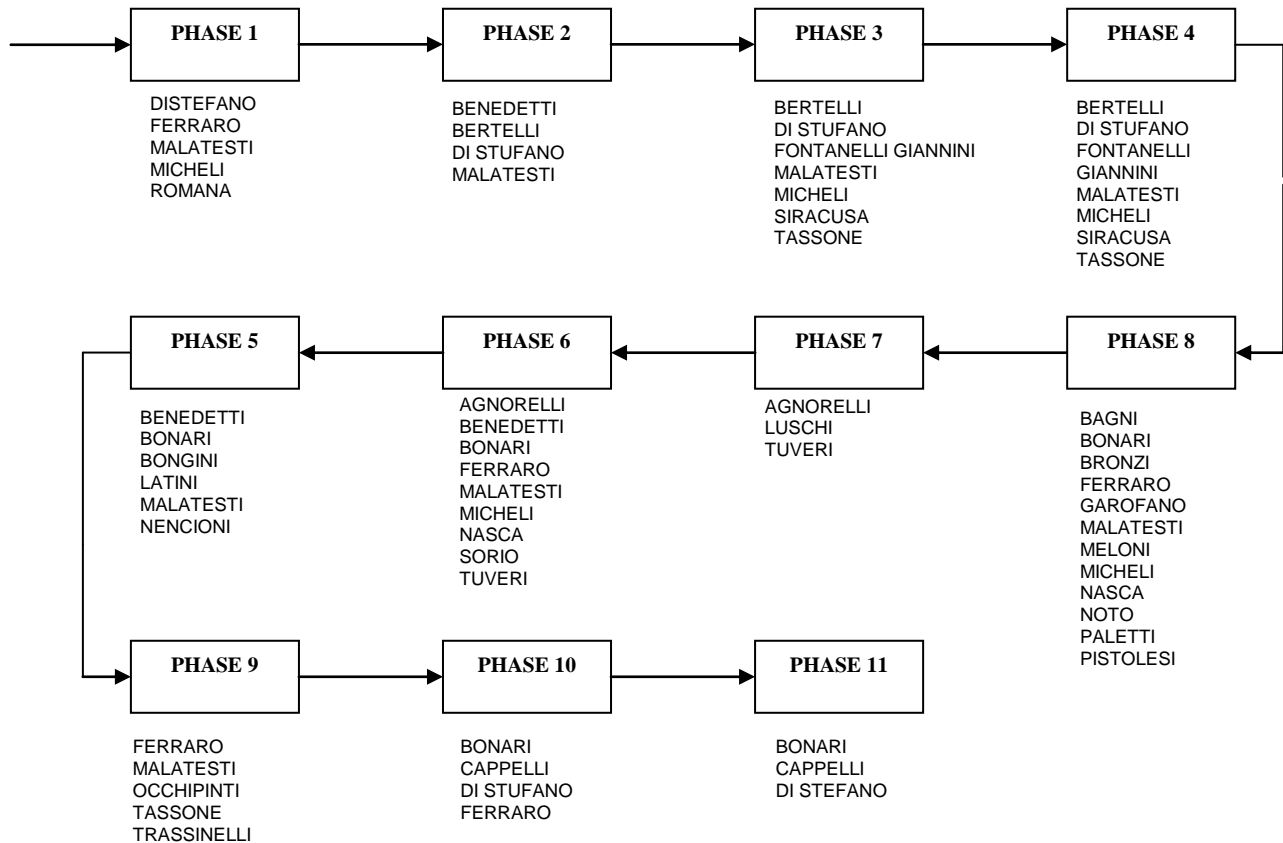 PHASE 1
PHASE 2
PHASE 3
PHASE 4
DISTEFANO
FERRARO
MALATESTI
MICHELI
ROMANA
BENEDETTI
BERTELLI
DI STUFANO
MALATESTI
BERTELLI
DI STUFANO
FONTANELLI GIANNINI
MALATESTI
MICHELI
SIRACUSA
TASSONE
BERTELLI
DI STUFANO
FONTANELLI
GIANNINI
MALATESTI
MICHELI
SIRACUSA
TASSONE
PHASE 5
PHASE 6
PHASE 7
PHASE 8
BENEDETTI
BONARI
BONGINI
LATINI
MALATESTI
NENCIONI
AGNORELLI
BENEDETTI
BONARI
FERRARO
MALATESTI
MICHELI
NASCA
SORIO
TUVERI
AGNORELLI
LUSCHI
TUVERI
BAGNI
BONARI
BRONZI
FERRARO
GAROFANO
MALATESTI
MELONI
MICHELI
NASCA
NOTO
PALETTI
PISTOLESI
PHASE 9
PHASE 10
PHASE 11
FERRARO
MALATESTI
OCCHIPINTI
TASSONE
TRASSINELLI
BONARI
CAPPELLI
DI STUFANO
FERRARO
BONARI
CAPPELLI
DI STEFANO